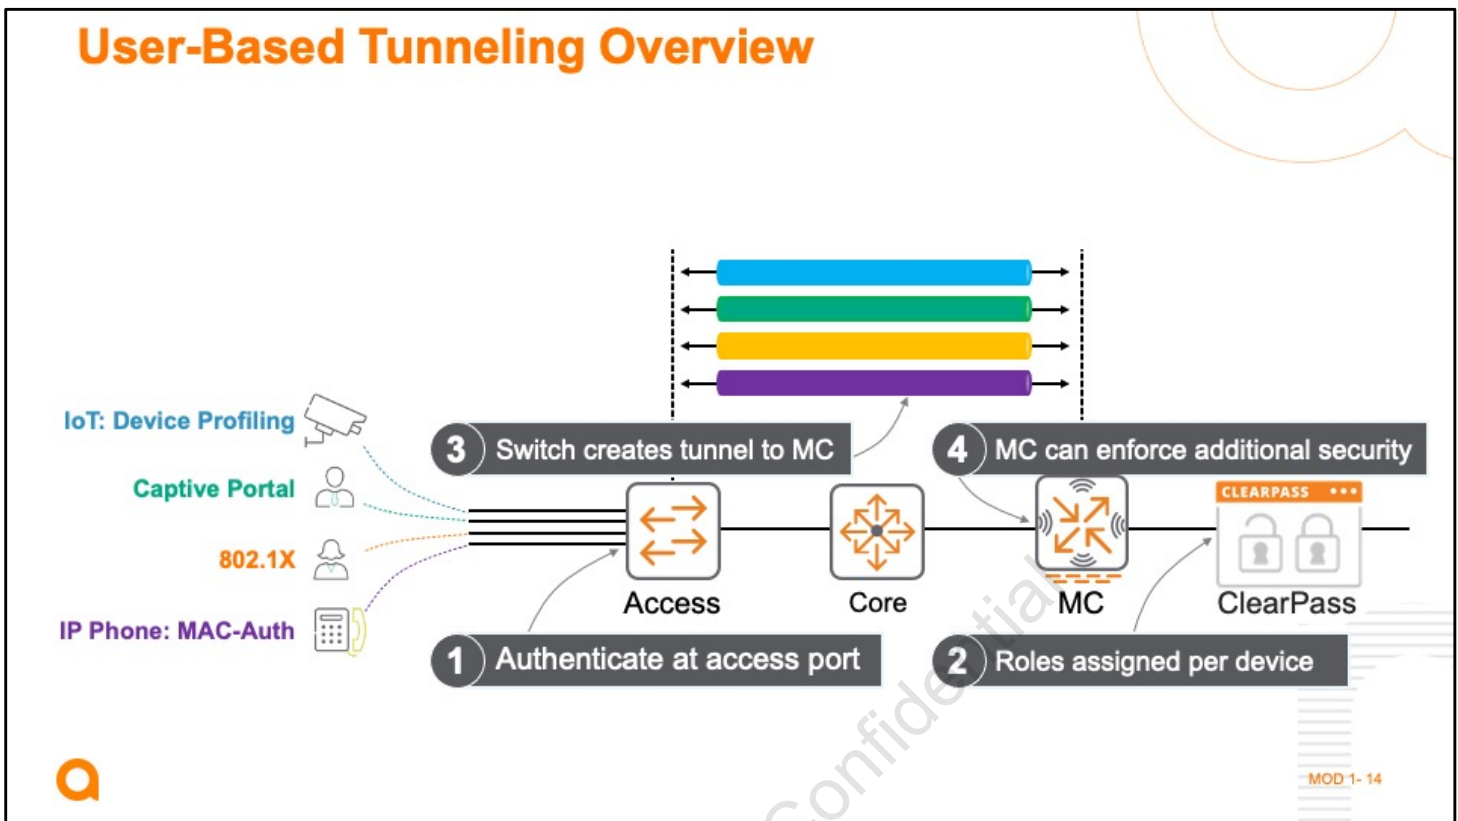 User-Based Tunneling Overview
IoT: Device Profiling
Captive Portal
802.1X
IP Phone: MAC-Auth
3 Switch creates tunnel to MC
4 MC can enforce additional security
CLEARPASS
Access
Core
MC
ClearPass
1 Authenticate at access port
2 Roles assigned per device
Confidential
MOD 1- 14